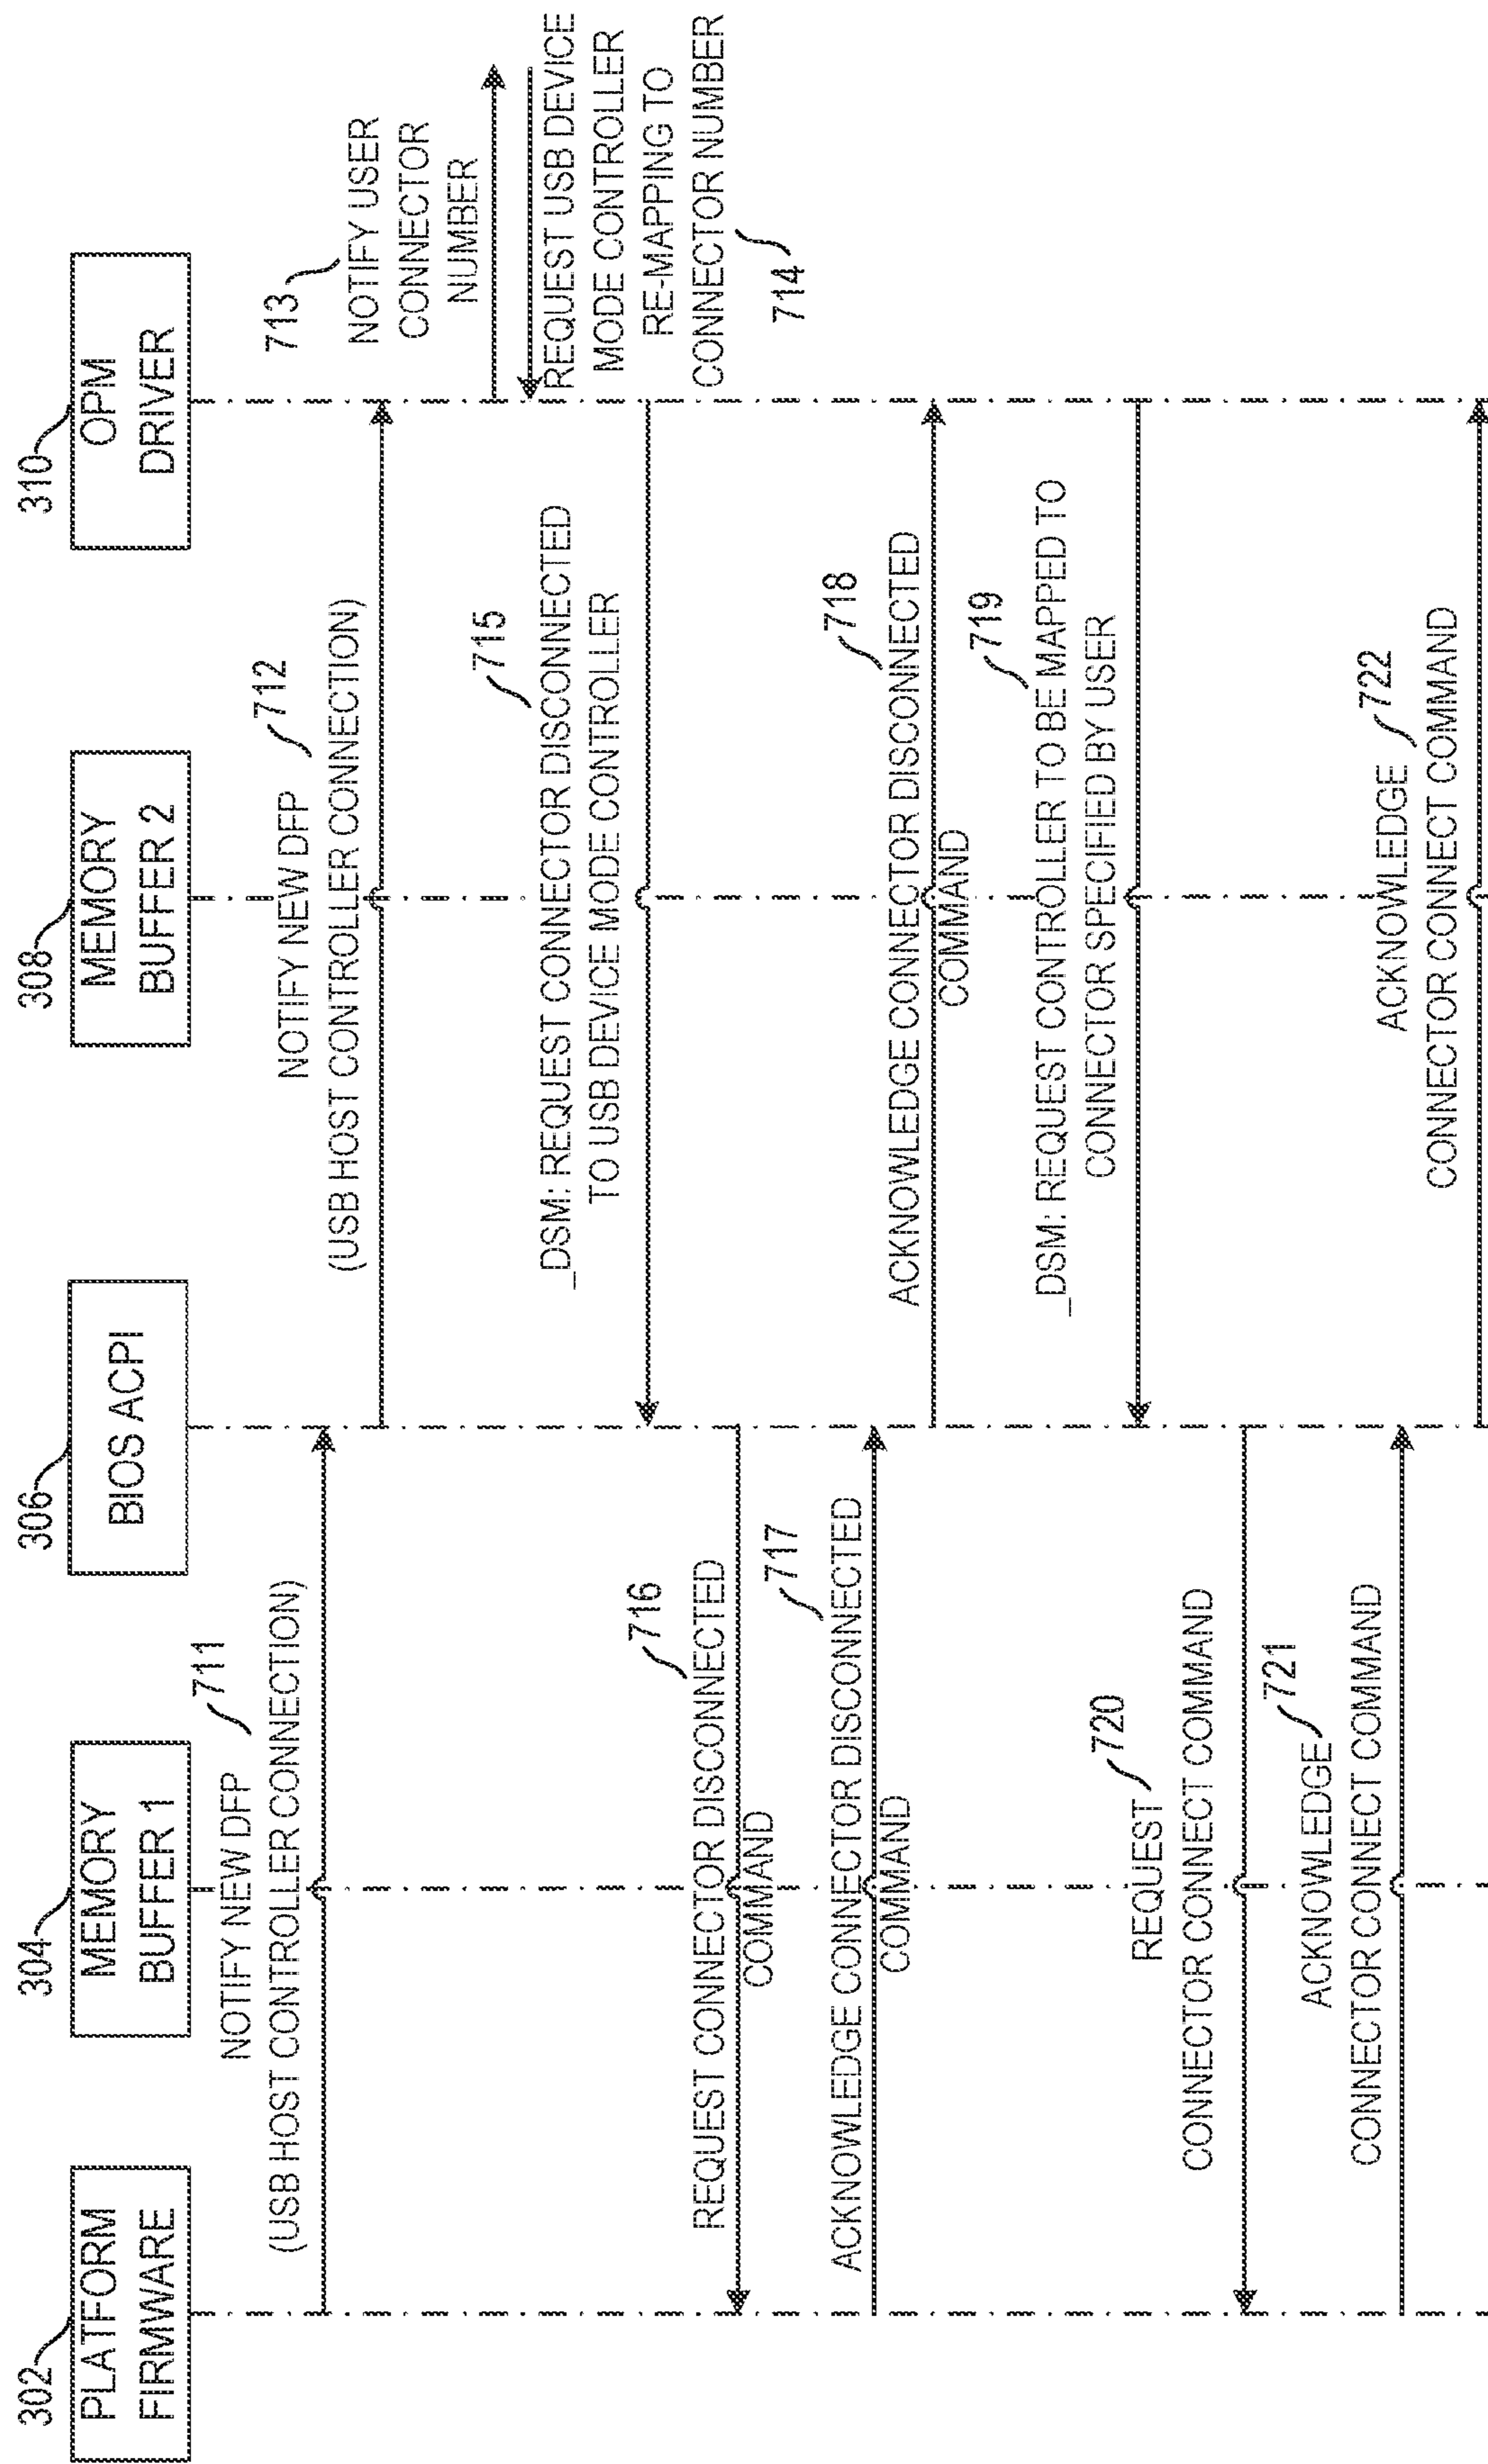 302
PLATFORM
FIRMWARE
304
MEMORY
BUFFER 1
306
BIOS ACPI
308
MEMORY
BUFFER 2
310
OPM
DRIVER
711
NOTIFY NEW DFP
(USB HOST CONTROLLER CONNECTION)
712
NOTIFY NEW DFP
(USB HOST CONTROLLER CONNECTION)
713
NOTIFY USER
CONNECTOR
NUMBER
REQUEST USB DEVICE
MODE CONTROLLER
RE-MAPPING TO
CONNECTOR NUMBER
714
715
_DSM: REQUEST CONNECTOR DISCONNECTED
TO USB DEVICE MODE CONTROLLER
716
REQUEST CONNECTOR DISCONNECTED
COMMAND
717
ACKNOWLEDGE CONNECTOR DISCONNECTED
COMMAND
718
ACKNOWLEDGE CONNECTOR DISCONNECTED
COMMAND
719
_DSM: REQUEST CONTROLLER TO BE MAPPED TO
CONNECTOR SPECIFIED BY USER
REQUEST 720
CONNECTOR CONNECT COMMAND
ACKNOWLEDGE 721
CONNECTOR CONNECT COMMAND
ACKNOWLEDGE 722
CONNECTOR CONNECT COMMAND